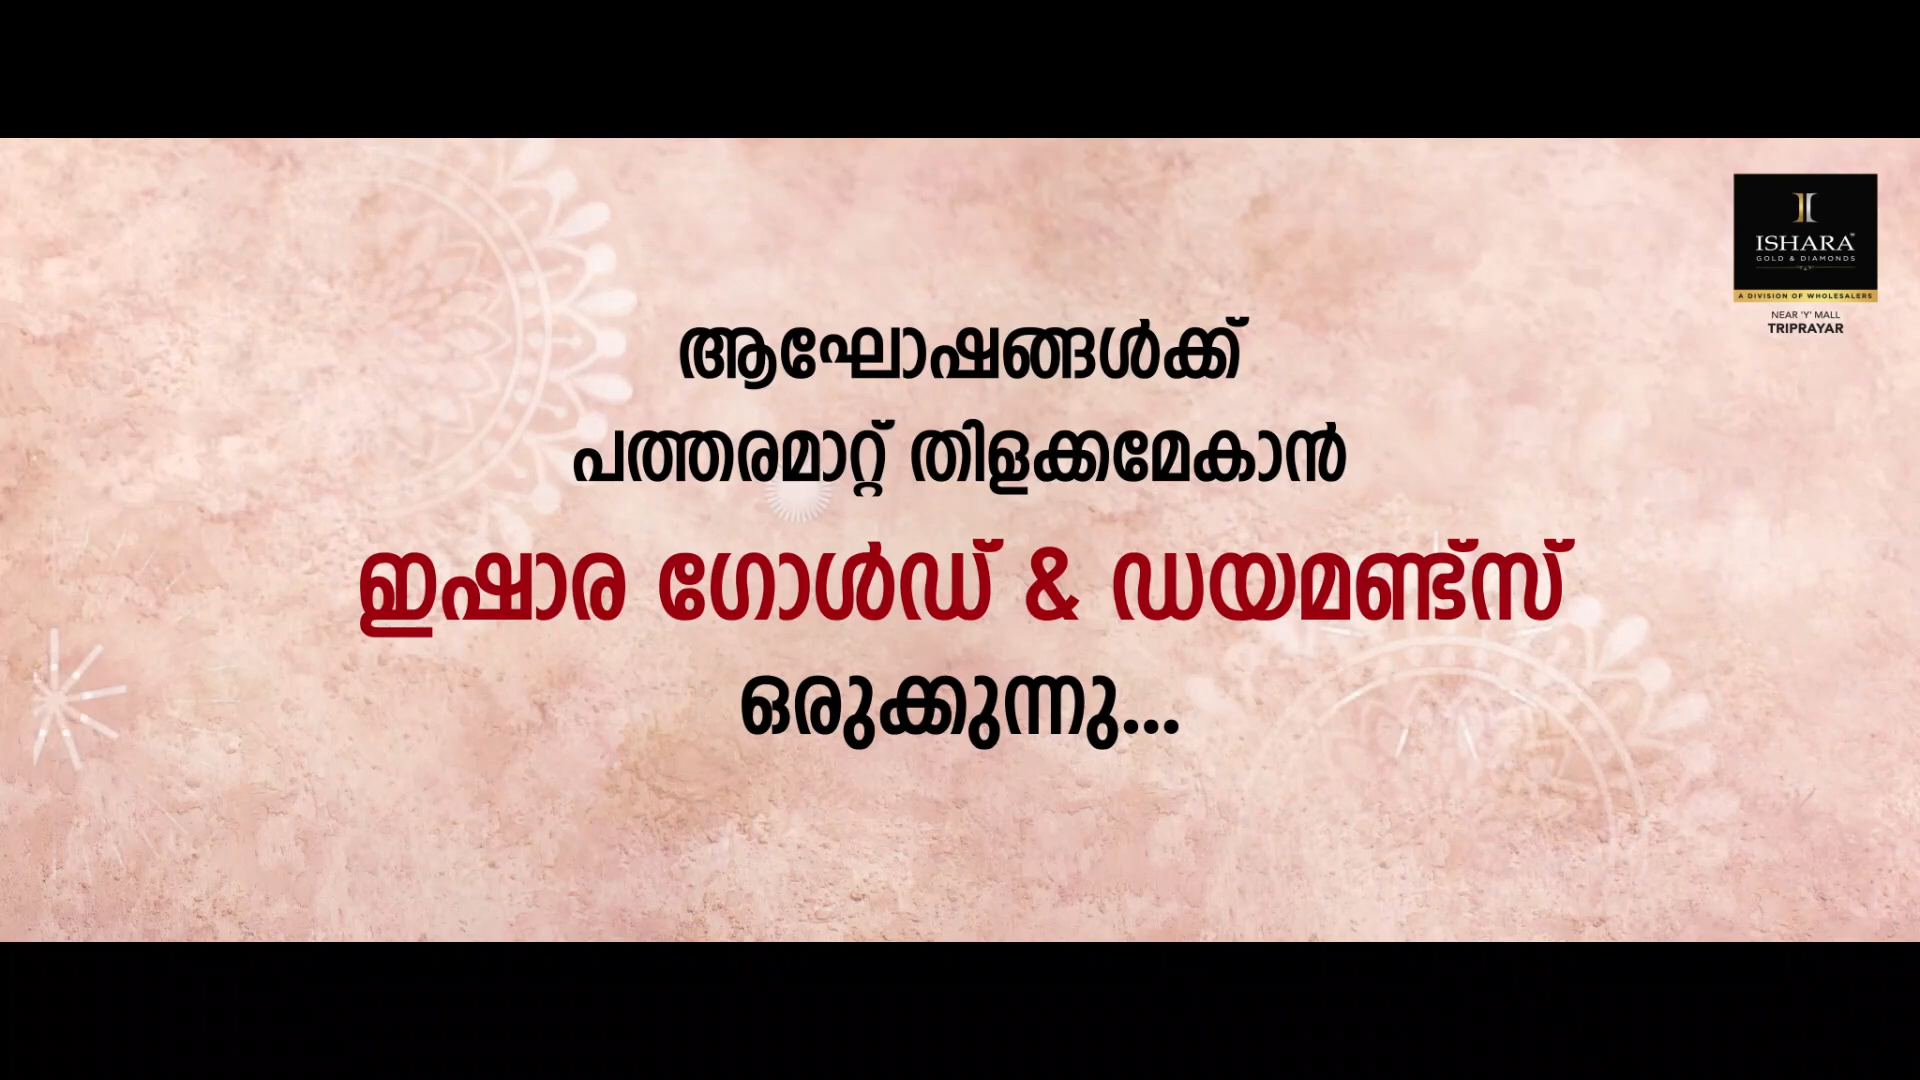 ആഘോഷങ്ങൾക്ക്
പത്തരമാറ്റ് തിളക്കമേകാൻ
ഇഷാര ഗോൾഡ് & ഡയമണ്ട്സ്
ഒരുക്കുന്നു...
ISHARA
GOLD & DIAMONDS
A DIVISION OF WHOLESALERS
NEAR 'Y' MALL
TRIPRAYAR